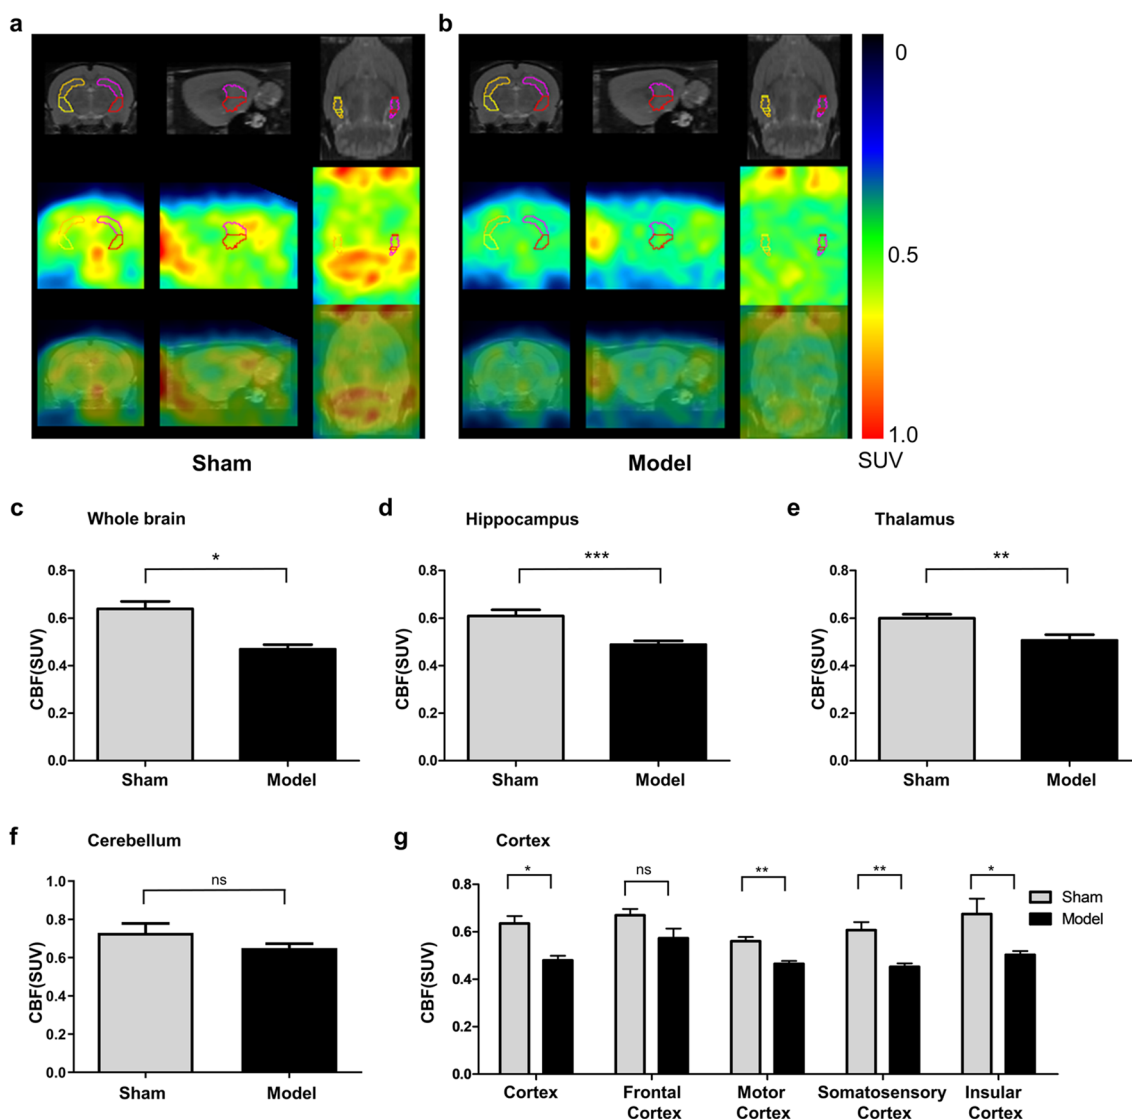 a
b
0
0.5
1.0
SUV
Sham
Model
c
Whole brain
*
0.8
0.6
0.4
0.2
0.0
CBF(SUV)
Sham
Model
d
Hippocampus
***
0.8
0.6
0.4
0.2
0.0
CBF(SUV)
Sham
Model
e
Thalamus
**
0.8
0.6
0.4
0.2
0.0
CBF(SUV)
Sham
Model
f
Cerebellum
ns
1.0
0.8
0.6
0.4
0.2
0.0
CBF(SUV)
Sham
Model
g
Cortex
*
ns
**
**
*
0.8
0.6
0.4
0.2
0.0
CBF(SUV)
Sham
Model
Cortex
Frontal
Cortex
Motor
Cortex
Somatosensory
Cortex
Insular
Cortex